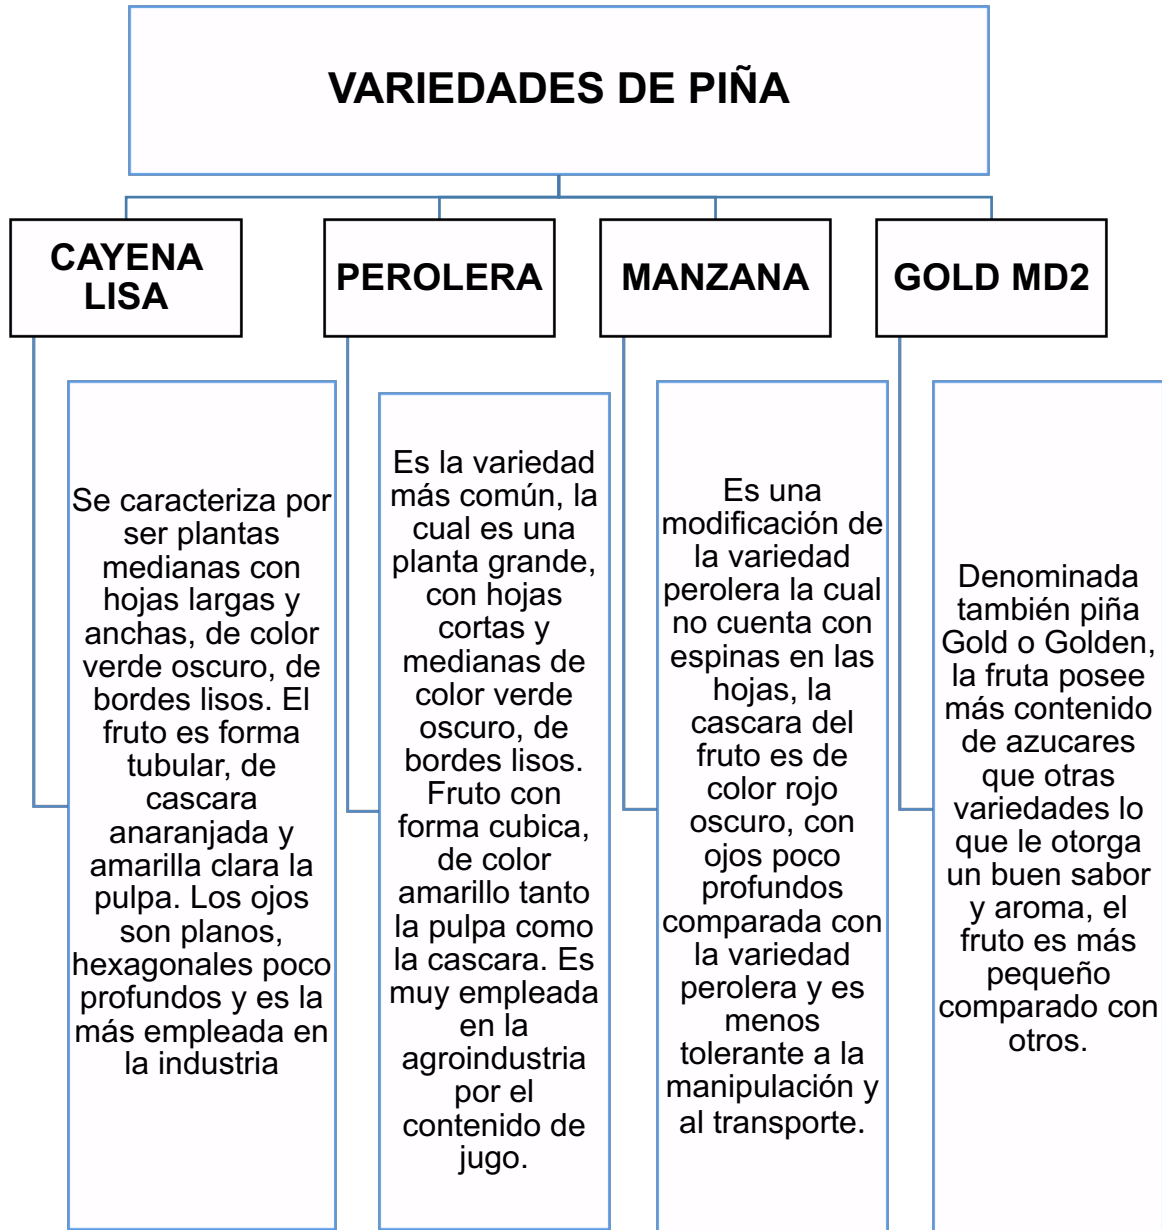 VARIEDADES DE PIÑA
CAYENA
LISA
Se caracteriza por
ser plantas
medianas con
hojas largas y
anchas, de color
verde oscuro, de
bordes lisos. El
fruto es forma
tubular, de
cascara
anaranjada y
amarilla clara la
pulpa. Los ojos
son planos,
hexagonales poco
profundos y es la
más empleada en
la industria
PEROLERA
Es la variedad
más común, la
cual es una
planta grande,
con hojas
cortas y
medianas de
color verde
oscuro, de
bordes lisos.
Fruto con
forma cubica,
de color
amarillo tanto
la pulpa como
la cascara. Es
muy empleada
en la
agroindustria
por el
contenido de
jugo.
MANZANA
Es una
modificación de
la variedad
perolera la cual
no cuenta con
espinas en las
hojas, la
cascara del
fruto es de
color rojo
oscuro, con
ojos poco
profundos
comparada con
la variedad
perolera y es
menos
tolerante a la
manipulación y
al transporte.
GOLD MD2
Denominada
también piña
Gold o Golden,
la fruta posee
más contenido
de azucares
que otras
variedades lo
que le otorga
un buen sabor
y aroma, el
fruto es más
pequeño
comparado con
otros.